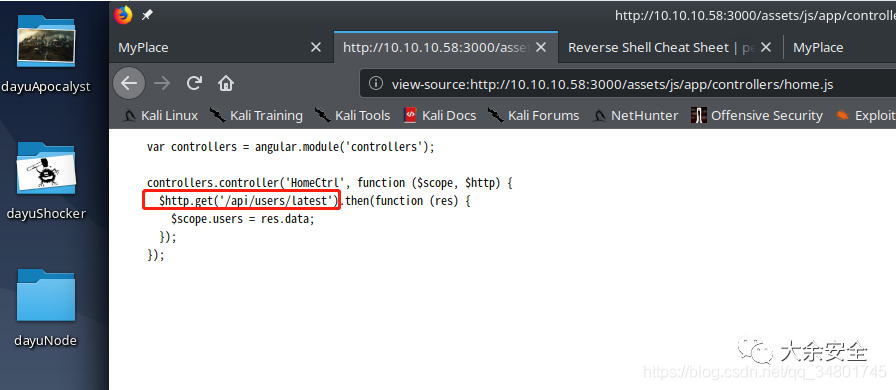 http://10.10.10.58:3000/assets/js/app/controlle
MyPlace
http://10.10.10.58:3000/asse
Reverse Shell Cheat Sheet | pe
MyPlace
view-source:http://10.10.10.58:3000/assets/js/app/controllers/home.js
Kali Linux
Kali Training
Kali Tools
Kali Docs
Kali Forums
NetHunter
Offensive Security
Exploit
dayuApocalyst
dayuShocker
dayuNode
var controllers = angular.module('controllers');
controllers.controller('HomeCtrl', function ($scope, $http) {
$http.get('/api/users/latest').then(function (res) {
$scope.users = res.data;
});
});
大余安全
https://blog.csdn.net/qq_34801745